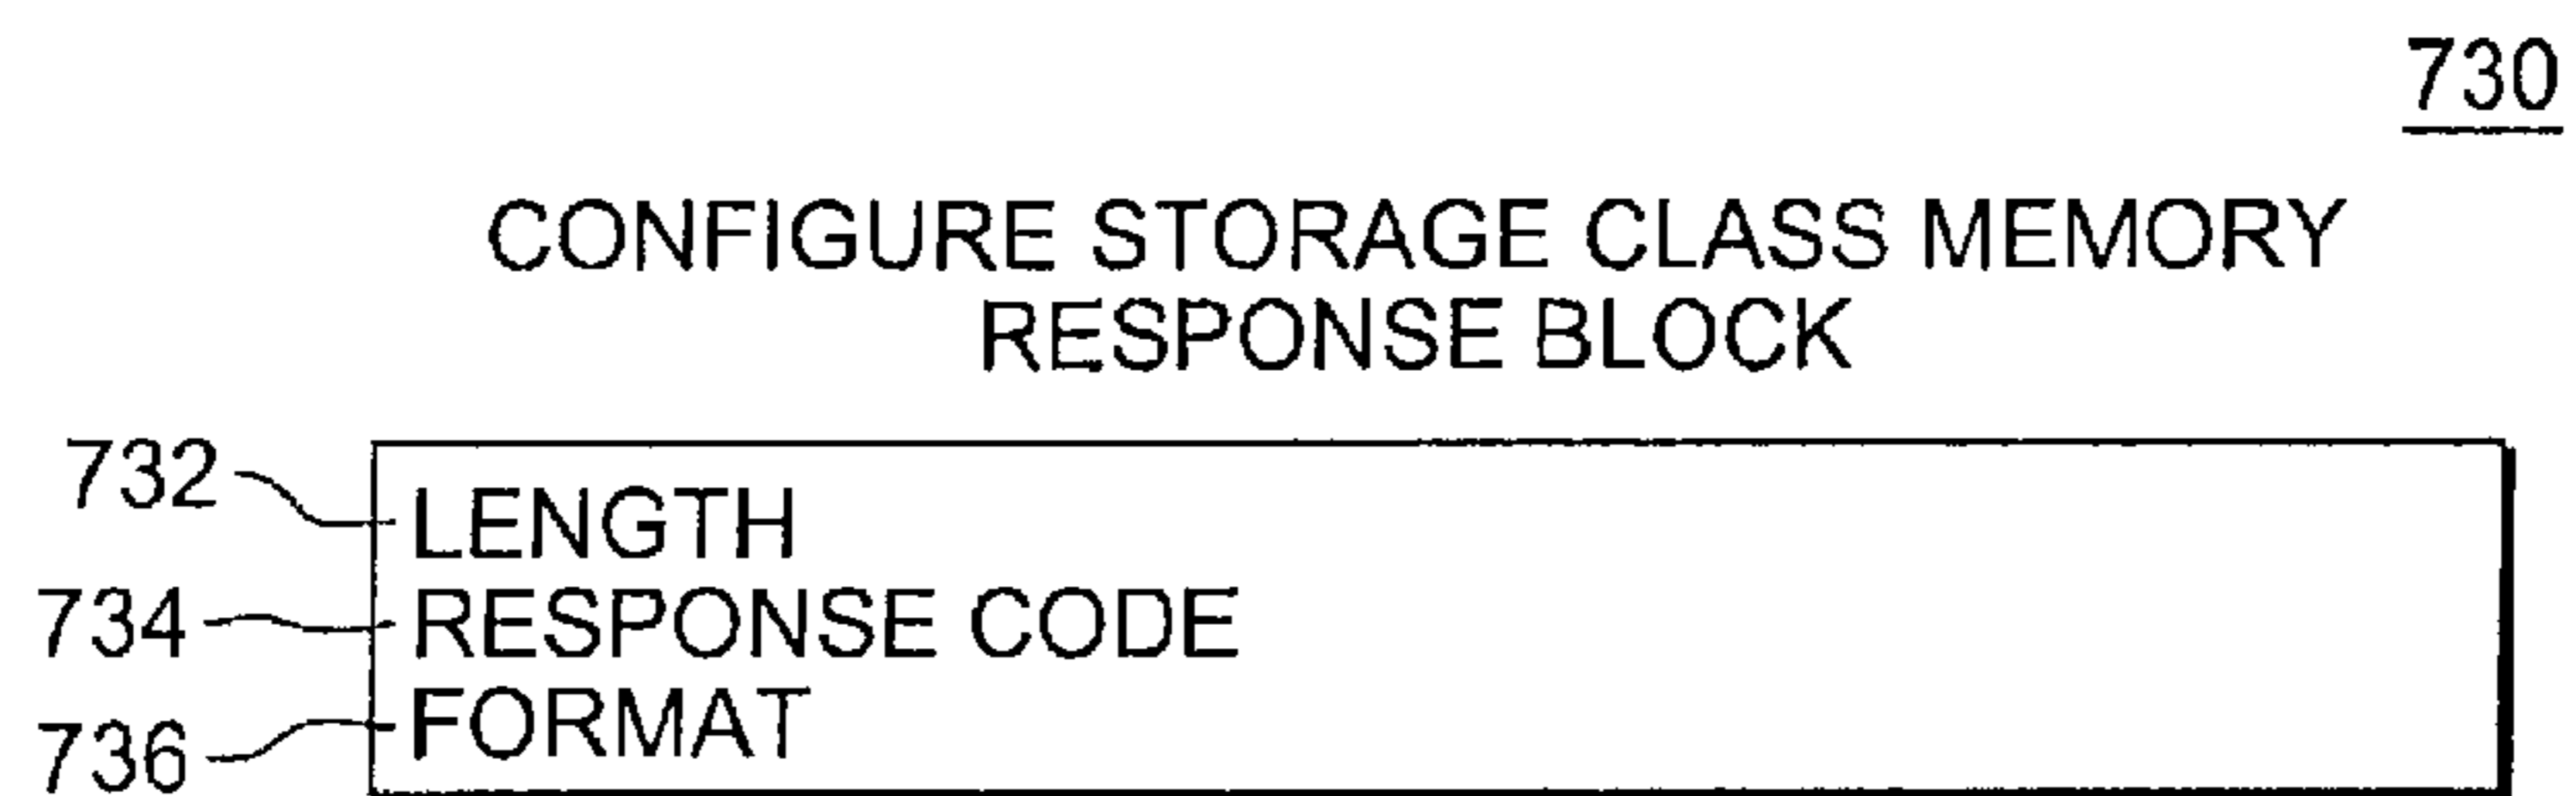 730
CONFIGURE STORAGE CLASS MEMORY
RESPONSE BLOCK
732 LENGTH
734 RESPONSE CODE
736 FORMAT